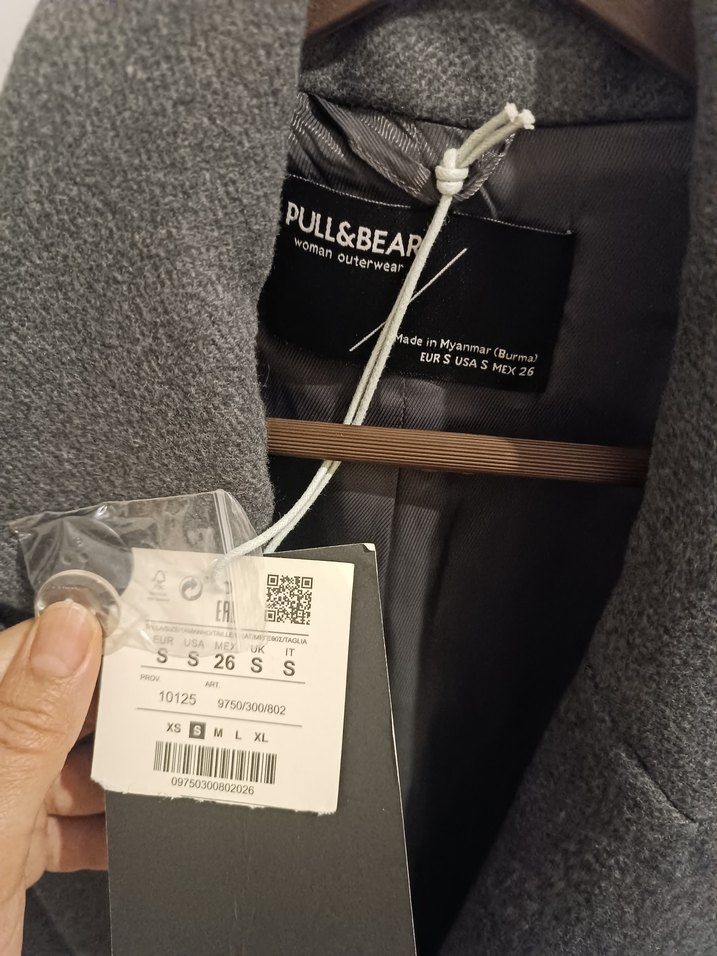 PULL&BEAR
woman outerwear
Made in Myanmar (Burma)
EUR S USA S MEX 26
FSC
EUR USA MEX UK IT
S S 26 S S
PROV. ART.
10125 9750/300/802
XS S M L XL
09750300802026